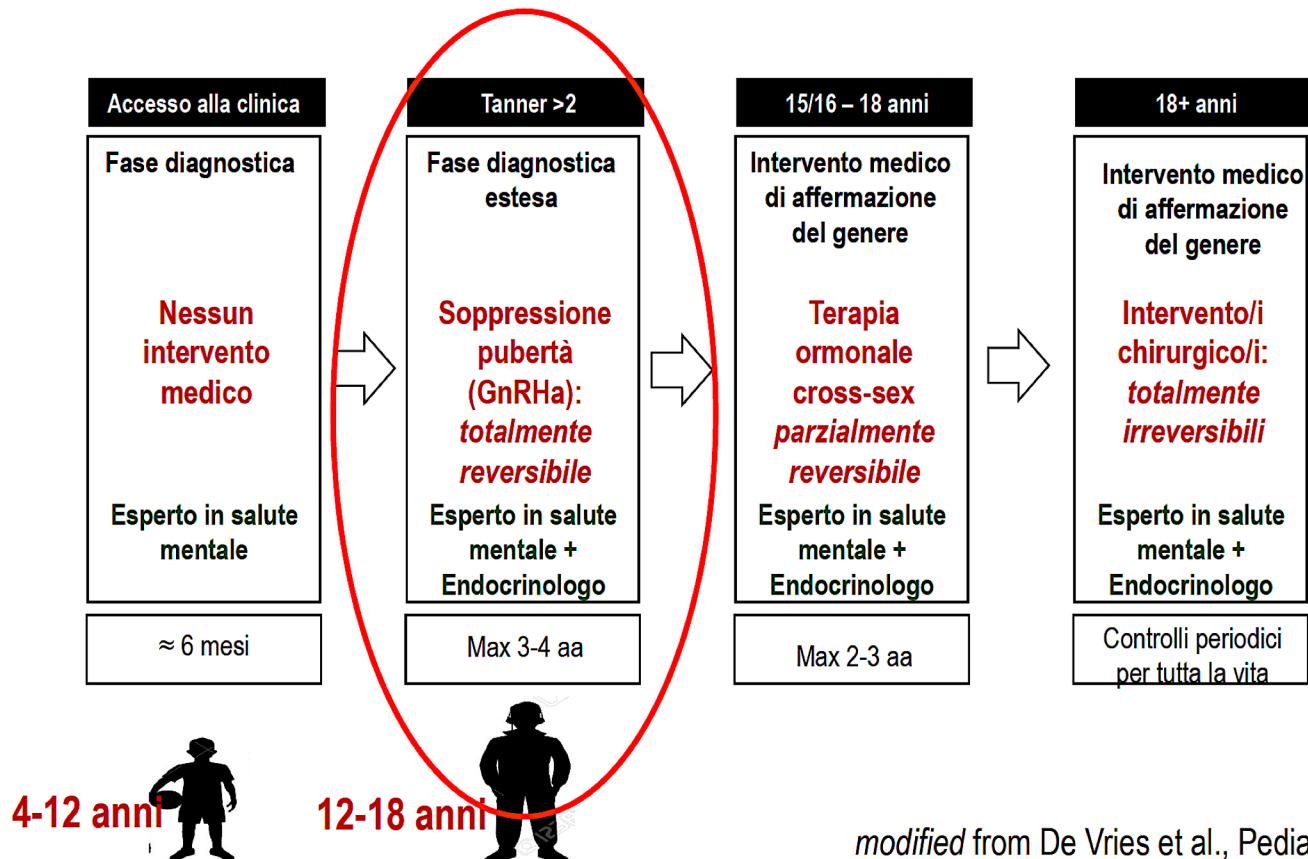 Accesso alla clinica
Fase diagnostica
Nessun
intervento
medico
Esperto in salute
mentale
≈ 6 mesi
Tanner >2
Fase diagnostica
estesa
Soppressione
pubertà
(GnRHa):
totalmente
reversibile
Esperto in salute
mentale +
Endocrinologo
Max 3-4 aa
15/16 – 18 anni
Intervento medico
di affermazione
del genere
Terapia
ormonale
cross-sex
parzialmente
reversibile
Esperto in salute
mentale +
Endocrinologo
Max 2-3 aa
18+ anni
Intervento medico
di affermazione
del genere
Intervento/i
chirurgico/i:
totalmente
irreversibili
Esperto in salute
mentale +
Endocrinologo
Controlli periodici
per tutta la vita
4-12 anni
12-18 anni
modified from De Vries et al., Pedia